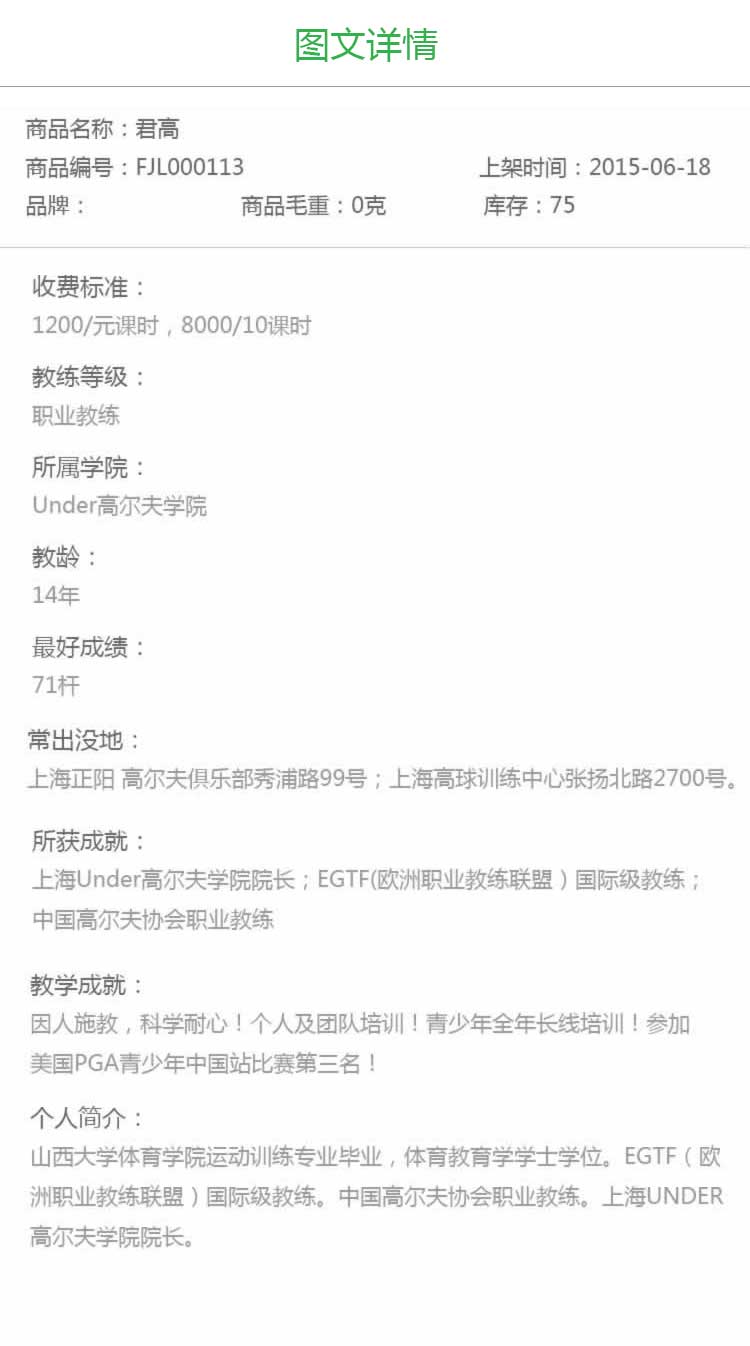 图文详情
商品名称：君高
商品编号：FJL000113 上架时间：2015-06-18
品牌： 商品毛重：0克 库存：75
收费标准：
1200/元课时，8000/10课时
教练等级：
职业教练
所属学院：
Under高尔夫学院
教龄：
14年
最好成绩：
71杆
常出没地：
上海正阳 高尔夫俱乐部秀浦路99号；上海高球训练中心张扬北路2700号。
所获成就：
上海Under高尔夫学院院长；EGTF(欧洲职业教练联盟）国际级教练；
中国高尔夫协会职业教练
教学成就：
因人施教，科学耐心！个人及团队培训！青少年全年长线培训！参加
美国PGA青少年中国站比赛第三名！
个人简介：
山西大学体育学院运动训练专业毕业，体育教育学学士学位。EGTF（欧
洲职业教练联盟）国际级教练。中国高尔夫协会职业教练。上海UNDER
高尔夫学院院长。